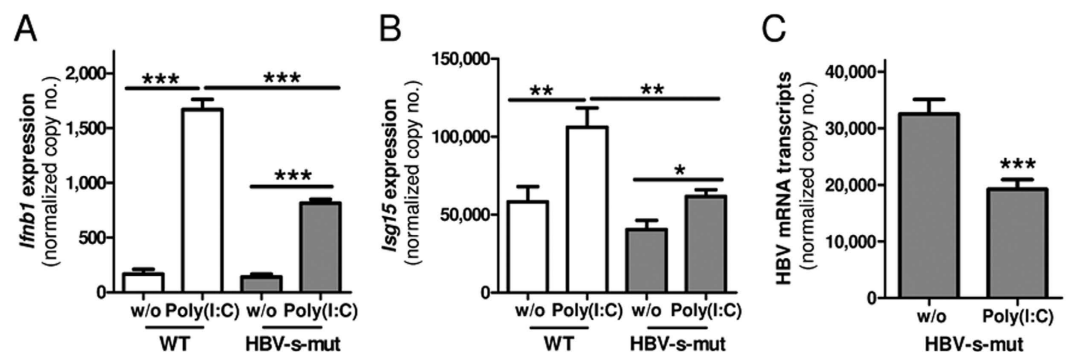 A
Ifnb1 expression
(normalized copy no.)
2,000
1,500
1,000
500
0
***
***
***
w/o Poly(I:C) w/o Poly(I:C)
WT HBV-s-mut
B
Isg15 expression
(normalized copy no.)
150,000
100,000
50,000
0
**
**
*
w/o Poly(I:C) w/o Poly(I:C)
WT HBV-s-mut
C
HBV mRNA transcripts
(normalized copy no.)
40,000
30,000
20,000
10,000
0
***
w/o Poly(I:C)
HBV-s-mut